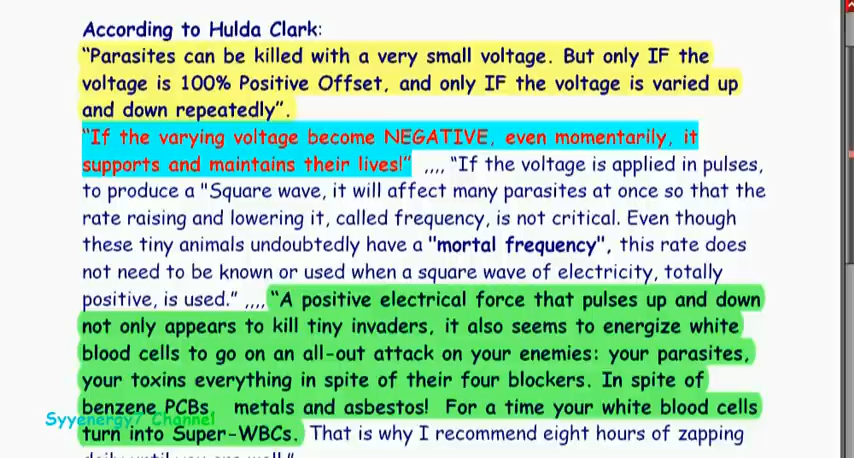 According to Hulda Clark:
“Parasites can be killed with a very small voltage. But only IF the
voltage is 100% Positive Offset, and only IF the voltage is varied up
and down repeatedly”.
“If the varying voltage become NEGATIVE, even momentarily, it
supports and maintains their lives!” ,,,, “If the voltage is applied in pulses,
to produce a "Square wave, it will affect many parasites at once so that the
rate raising and lowering it, called frequency, is not critical. Even though
these tiny animals undoubtedly have a "mortal frequency", this rate does
not need to be known or used when a square wave of electricity, totally
positive, is used.” ,,,, “A positive electrical force that pulses up and down
not only appears to kill tiny invaders, it also seems to energize white
blood cells to go on an all-out attack on your enemies: your parasites,
your toxins everything in spite of their four blockers. In spite of
benzene PCBs metals and asbestos! For a time your white blood cells
Syyenergy7 Channel
turn into Super-WBCs. That is why I recommend eight hours of zapping
daily until you are well.”